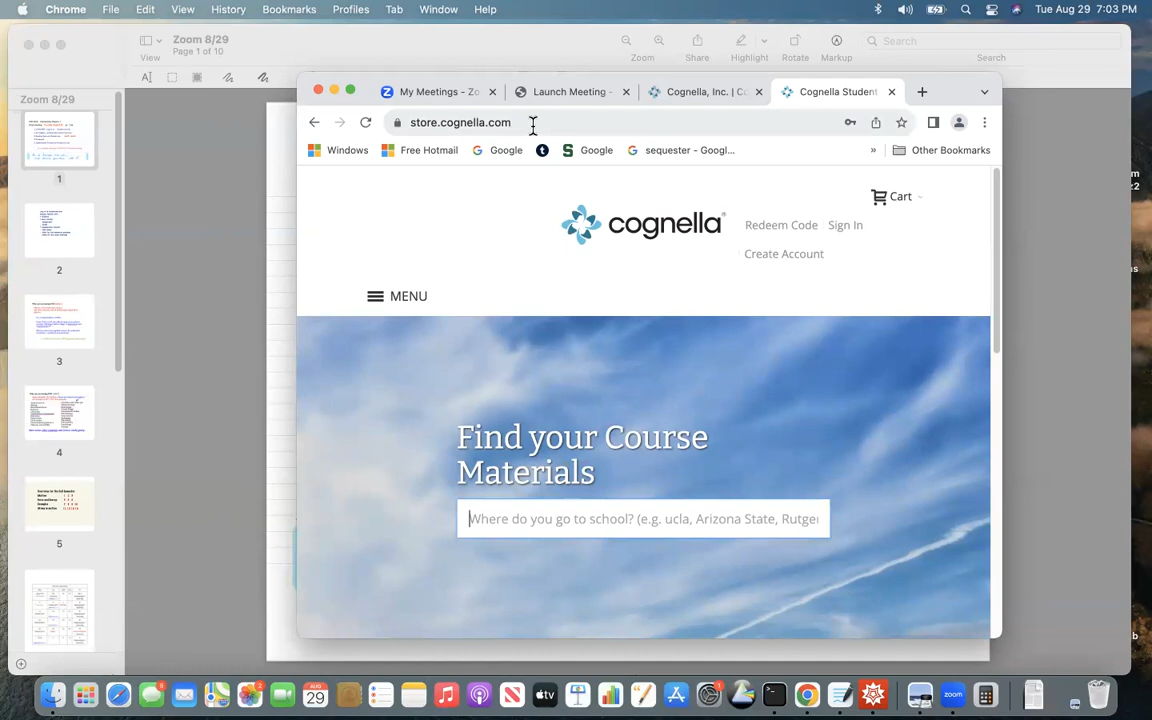 Chrome File Edit View History Bookmarks Profiles Tab Window Help Tue Aug 29 7:03 PM
Zoom 8/29
Page 1 of 10
Search
View Zoom Share Highlight Rotate Markup Search
Zoom 8/29
My Meetings - Zo Launch Meeting - Cognella, Inc. | Co Cognella Student
store.cognella.com
Windows Free Hotmail Google Google sequester - Googl... » Other Bookmarks
Cart
cognella
Redeem Code Sign In
Create Account
MENU
Find your Course
Materials
Where do you go to school? (e.g. ucla, Arizona State, Rutger
1
2
3
4
5
AUG
29